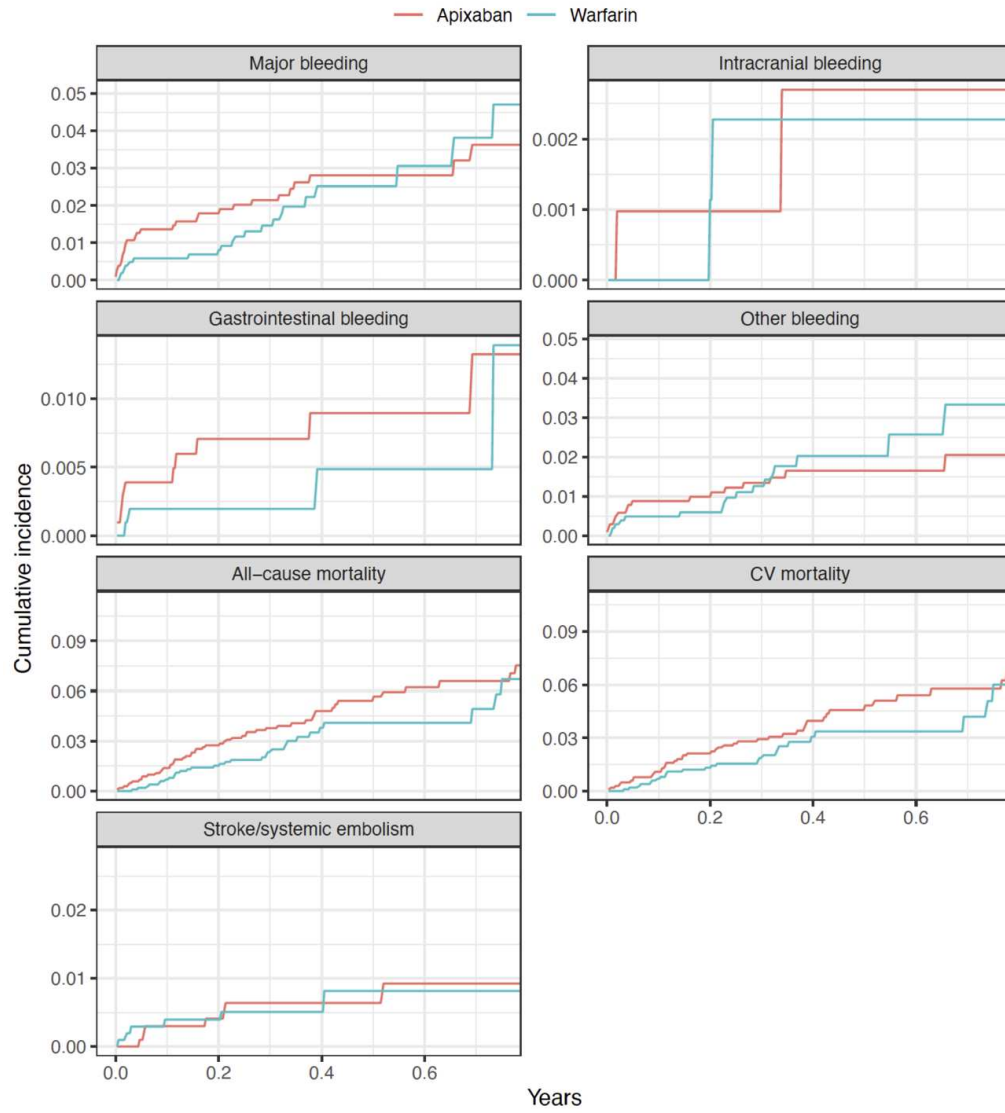 Apixaban Warfarin
Major bleeding
Intracranial bleeding
0.05
0.04
0.03
0.02
0.01
0.00
0.002
0.001
0.000
Gastrointestinal bleeding
Other bleeding
0.010
0.005
0.000
0.05
0.04
0.03
0.02
0.01
0.00
Cumulative incidence
All−cause mortality
CV mortality
0.09
0.06
0.03
0.00
0.09
0.06
0.03
0.00
0.0 0.2 0.4 0.6
Stroke/systemic embolism
0.02
0.01
0.00
0.0 0.2 0.4 0.6
Years